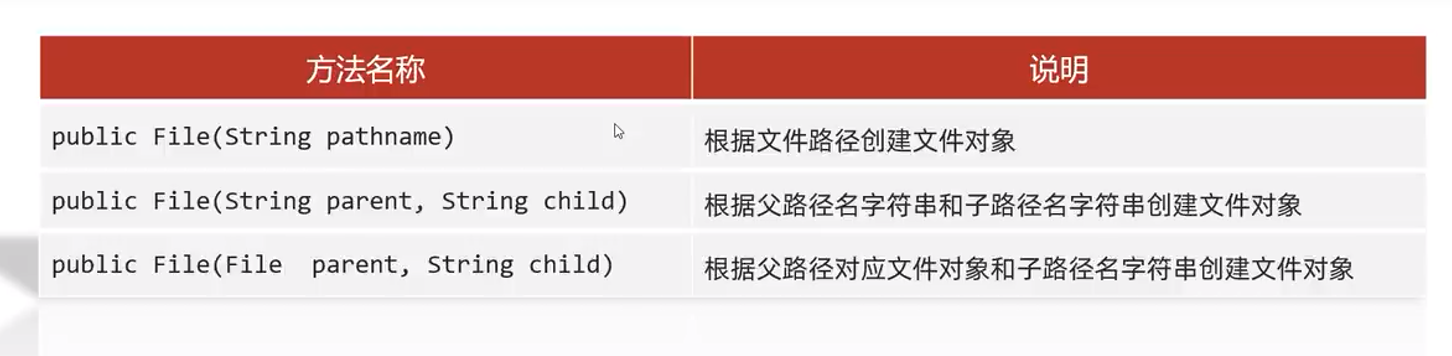 方法名称
说明
public File(String pathname)
根据文件路径创建文件对象
public File(String parent, String child)
根据父路径名字符串和子路径名字符串创建文件对象
public File(File  parent, String child)
根据父路径对应文件对象和子路径名字符串创建文件对象